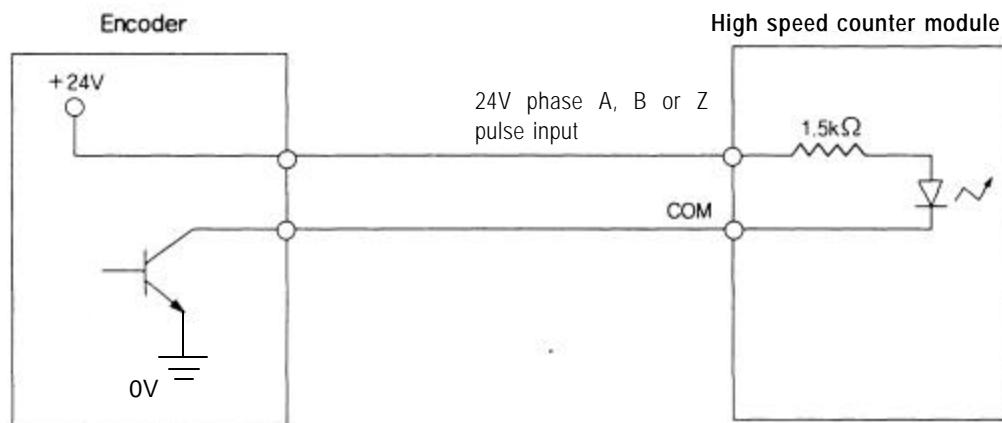 Encoder
High speed counter module
+24V
24V phase A, B or Z
pulse input
1.5kΩ
COM
0V